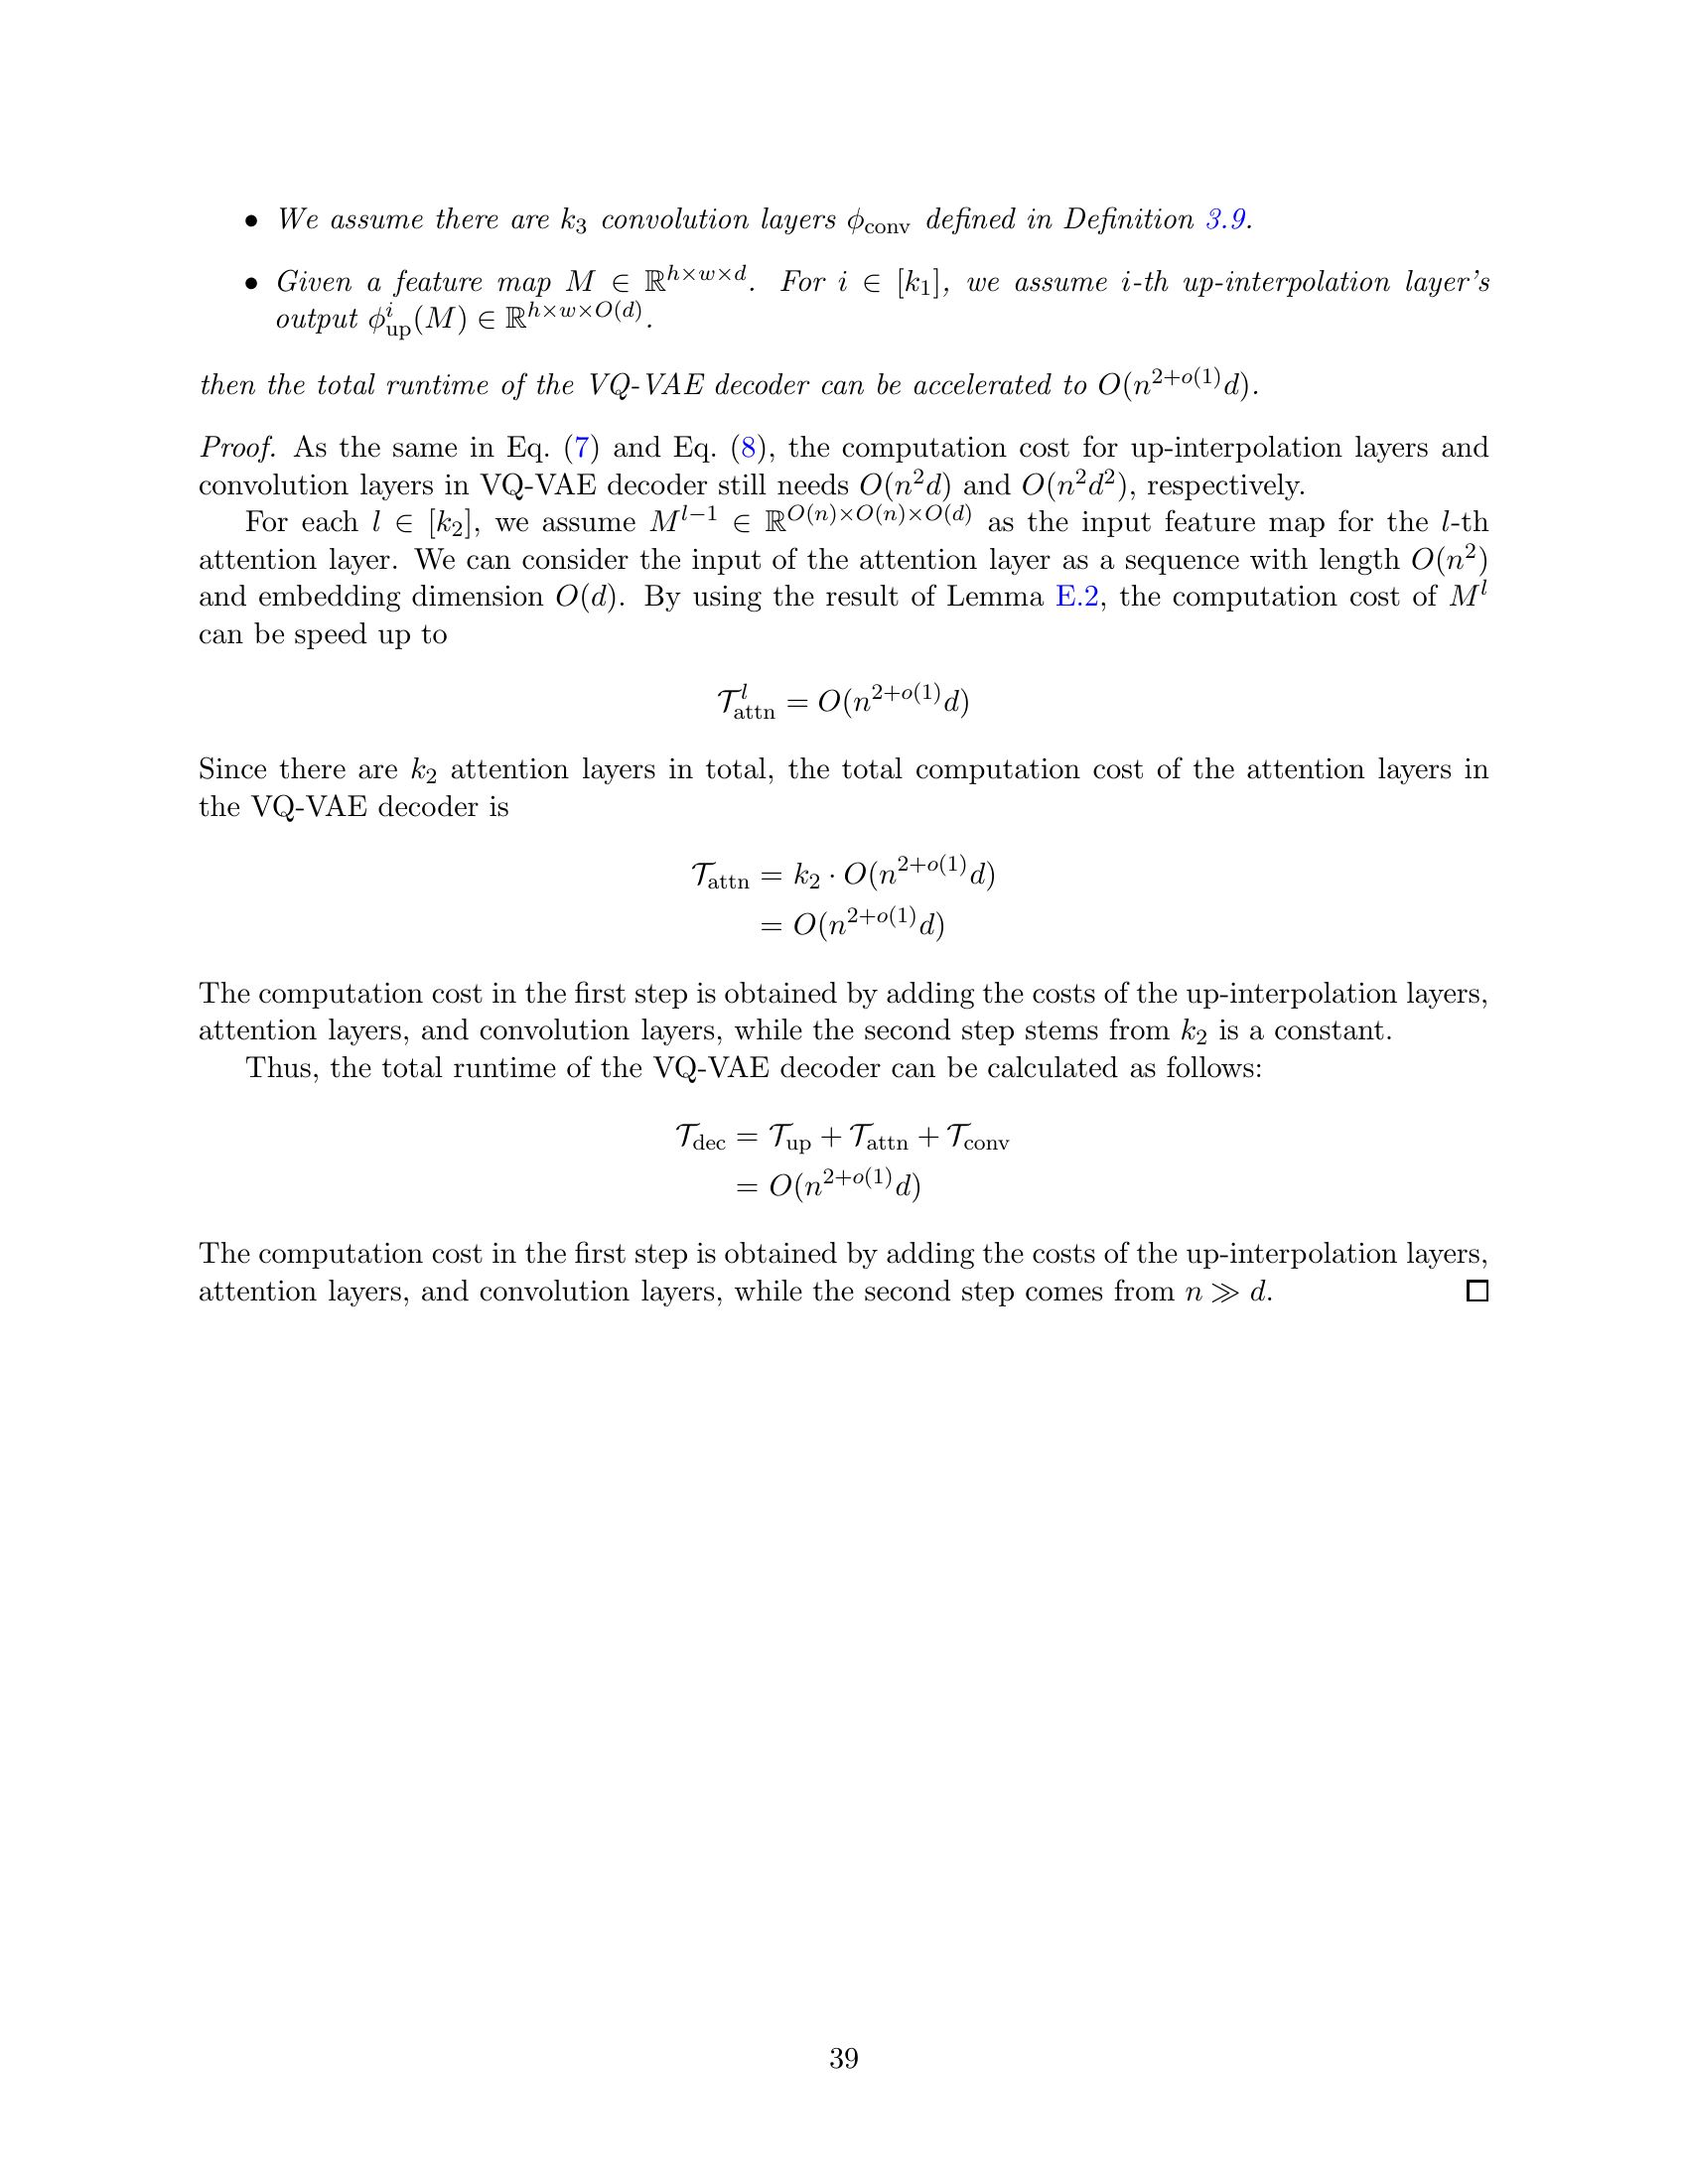 • We assume there are $k_3$ convolution layers $\phi_{\mathrm{conv}}$ defined in Definition 3.9.
• Given a feature map $M \in \mathbb{R}^{h \times w \times d}$. For $i \in [k_1]$, we assume $i$-th up-interpolation layer's
output $\phi^i_{\mathrm{up}}(M) \in \mathbb{R}^{h \times w \times O(d)}$.
then the total runtime of the VQ-VAE decoder can be accelerated to $O(n^{2+o(1)}d)$.
Proof. As the same in Eq. (7) and Eq. (8), the computation cost for up-interpolation layers and
convolution layers in VQ-VAE decoder still needs $O(n^2d)$ and $O(n^2d^2)$, respectively.
For each $l \in [k_2]$, we assume $M^{l-1} \in \mathbb{R}^{O(n) \times O(n) \times O(d)}$ as the input feature map for the $l$-th
attention layer. We can consider the input of the attention layer as a sequence with length $O(n^2)$
and embedding dimension $O(d)$. By using the result of Lemma E.2, the computation cost of $M^l$
can be speed up to
$\mathcal{T}^l_{\mathrm{attn}} = O(n^{2+o(1)}d)$
Since there are $k_2$ attention layers in total, the total computation cost of the attention layers in
the VQ-VAE decoder is
$\mathcal{T}_{\mathrm{attn}} = k_2 \cdot O(n^{2+o(1)}d)$
$= O(n^{2+o(1)}d)$
The computation cost in the first step is obtained by adding the costs of the up-interpolation layers,
attention layers, and convolution layers, while the second step stems from $k_2$ is a constant.
Thus, the total runtime of the VQ-VAE decoder can be calculated as follows:
$\mathcal{T}_{\mathrm{dec}} = \mathcal{T}_{\mathrm{up}} + \mathcal{T}_{\mathrm{attn}} + \mathcal{T}_{\mathrm{conv}}$
$= O(n^{2+o(1)}d)$
The computation cost in the first step is obtained by adding the costs of the up-interpolation layers,
attention layers, and convolution layers, while the second step comes from $n \gg d$. □
39